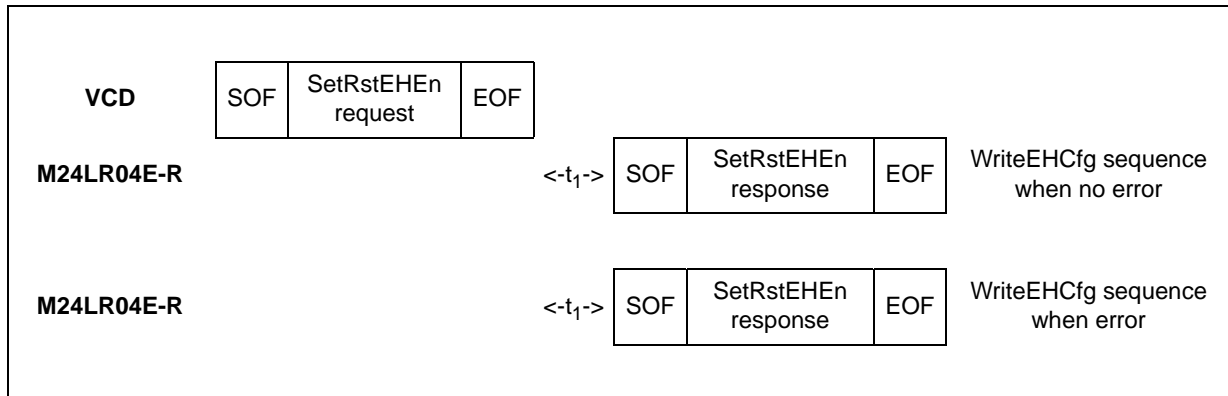 VCD SOF SetRstEHEn request EOF
M24LR04E-R <-t1-> SOF SetRstEHEn response EOF WriteEHCfg sequence when no error
M24LR04E-R <-t1-> SOF SetRstEHEn response EOF WriteEHCfg sequence when error